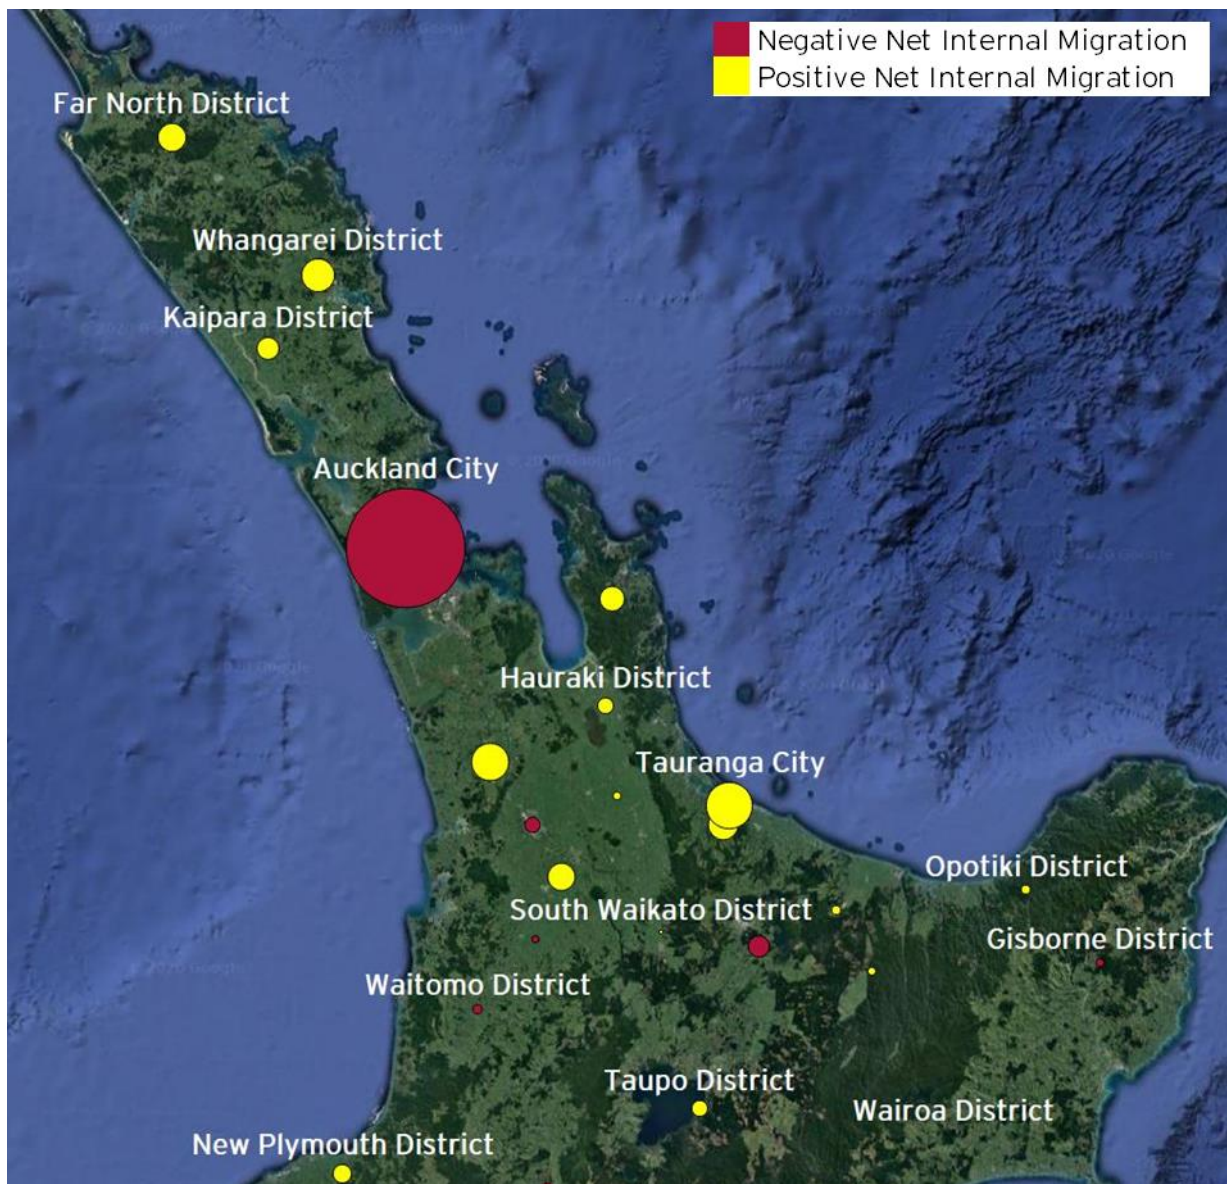 Negative Net Internal Migration
Positive Net Internal Migration
Far North District
Whangarei District
Kaipara District
Auckland City
Hauraki District
Tauranga City
Opotiki District
South Waikato District
Gisborne District
Waitomo District
Taupo District
Wairoa District
New Plymouth District